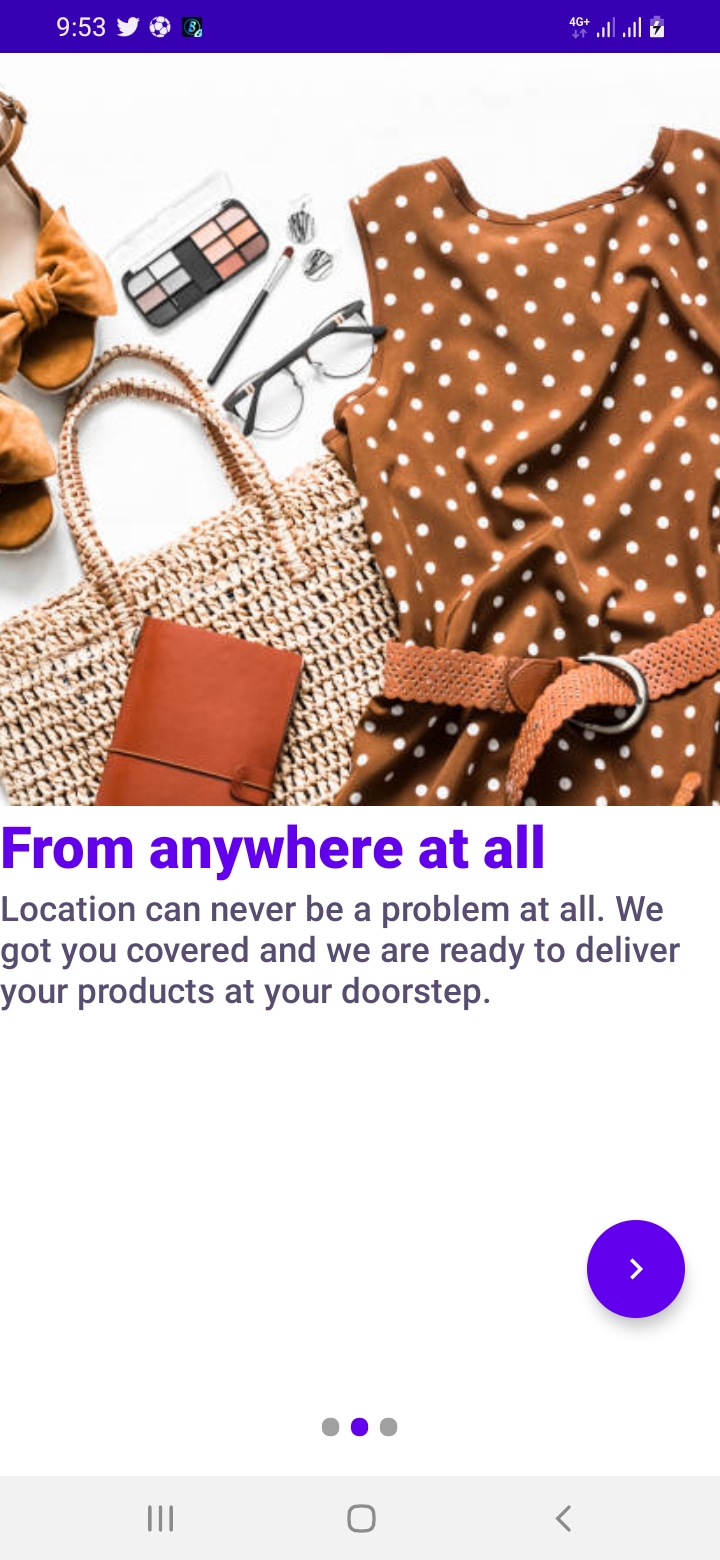 9:53
4G+
From anywhere at all
Location can never be a problem at all. We
got you covered and we are ready to deliver
your products at your doorstep.